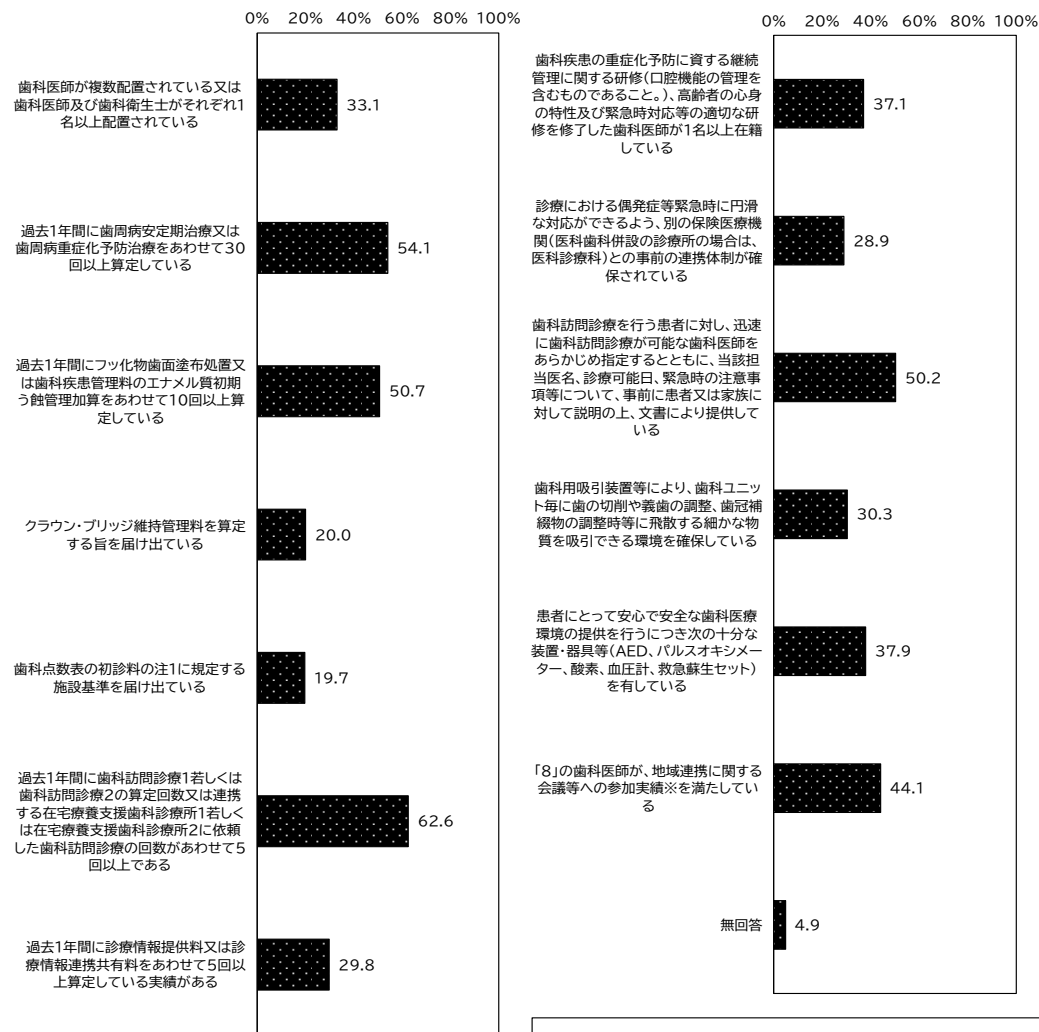 0% 20% 40% 60% 80% 100%
歯科医師が複数配置されている又は
歯科医師及び歯科衛生士がそれぞれ1
名以上配置されている
33.1
過去1年間に歯周病安定期治療又は
歯周病重症化予防治療をあわせて30
回以上算定している
54.1
過去1年間にフッ化物歯面塗布処置又
は歯科疾患管理料のエナメル質初期
う蝕管理加算をあわせて10回以上算
定している
50.7
クラウン・ブリッジ維持管理料を算定
する旨を届け出ている
20.0
歯科点数表の初診料の注1に規定する
施設基準を届け出ている
19.7
過去1年間に歯科訪問診療1若しくは
歯科訪問診療2の算定回数又は連携
する在宅療養支援歯科診療所1若しく
は在宅療養支援歯科診療所2に依頼
した歯科訪問診療の回数があわせて5
回以上である
62.6
過去1年間に診療情報提供料又は診
療情報連携共有料をあわせて5回以
上算定している実績がある
29.8
0% 20% 40% 60% 80% 100%
歯科疾患の重症化予防に資する継続
管理に関する研修(口腔機能の管理を
含むものであること。)、高齢者の心身
の特性及び緊急時対応等の適切な研
修を修了した歯科医師が1名以上在籍
している
37.1
診療における偶発症等緊急時に円滑
な対応ができるよう、別の保険医療機
関(医科歯科併設の診療所の場合は、
医科診療科)との事前の連携体制が確
保されている
28.9
歯科訪問診療を行う患者に対し、迅速
に歯科訪問診療が可能な歯科医師を
あらかじめ指定するとともに、当該担
当医名、診療可能日、緊急時の注意事
項等について、事前に患者又は家族に
対して説明の上、文書により提供して
いる
50.2
歯科用吸引装置等により、歯科ユニッ
ト毎に歯の切削や義歯の調整、歯冠補
綴物の調整時等に飛散する細かな物
質を吸引できる環境を確保している
30.3
患者にとって安心で安全な歯科医療
環境の提供を行うにつき次の十分な
装置・器具等(AED、パルスオキシメー
ター、酸素、血圧計、救急蘇生セット)
を有している
37.9
「8」の歯科医師が、地域連携に関する
会議等への参加実績※を満たしてい
る
44.1
無回答
4.9